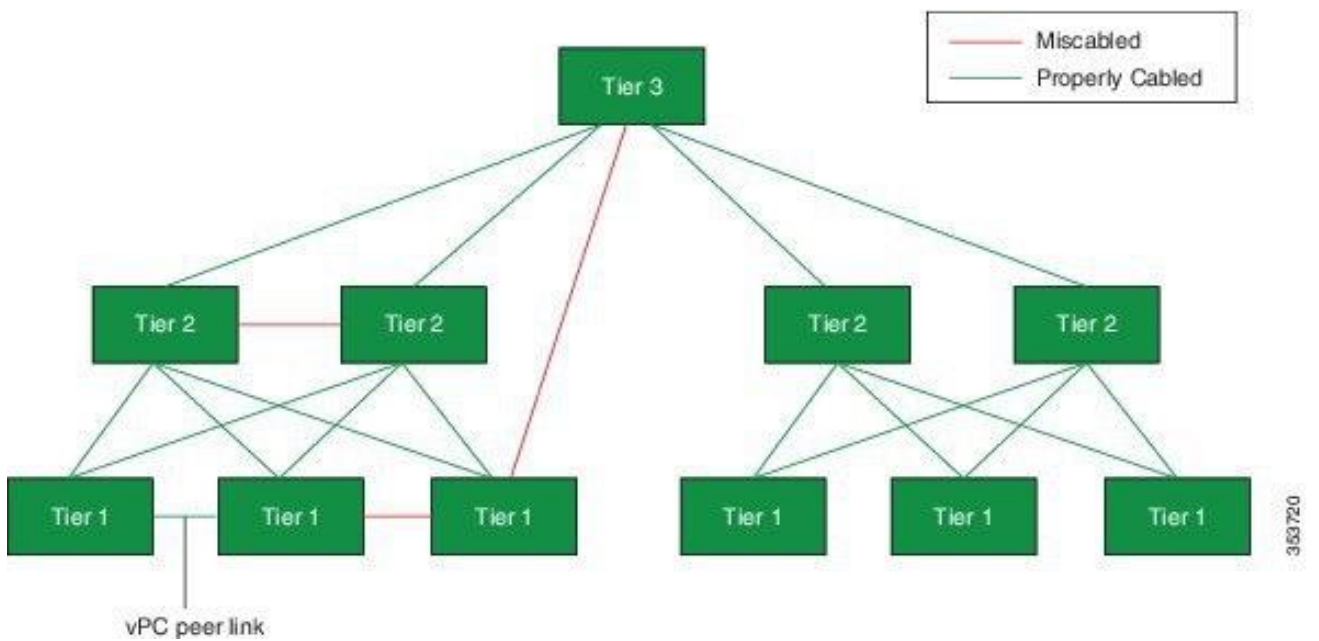 Miscabled
Properly Cabled
Tier 3
Tier 2
Tier 2
Tier 2
Tier 2
Tier 1
Tier 1
Tier 1
Tier 1
Tier 1
Tier 1
353720
vPC peer link